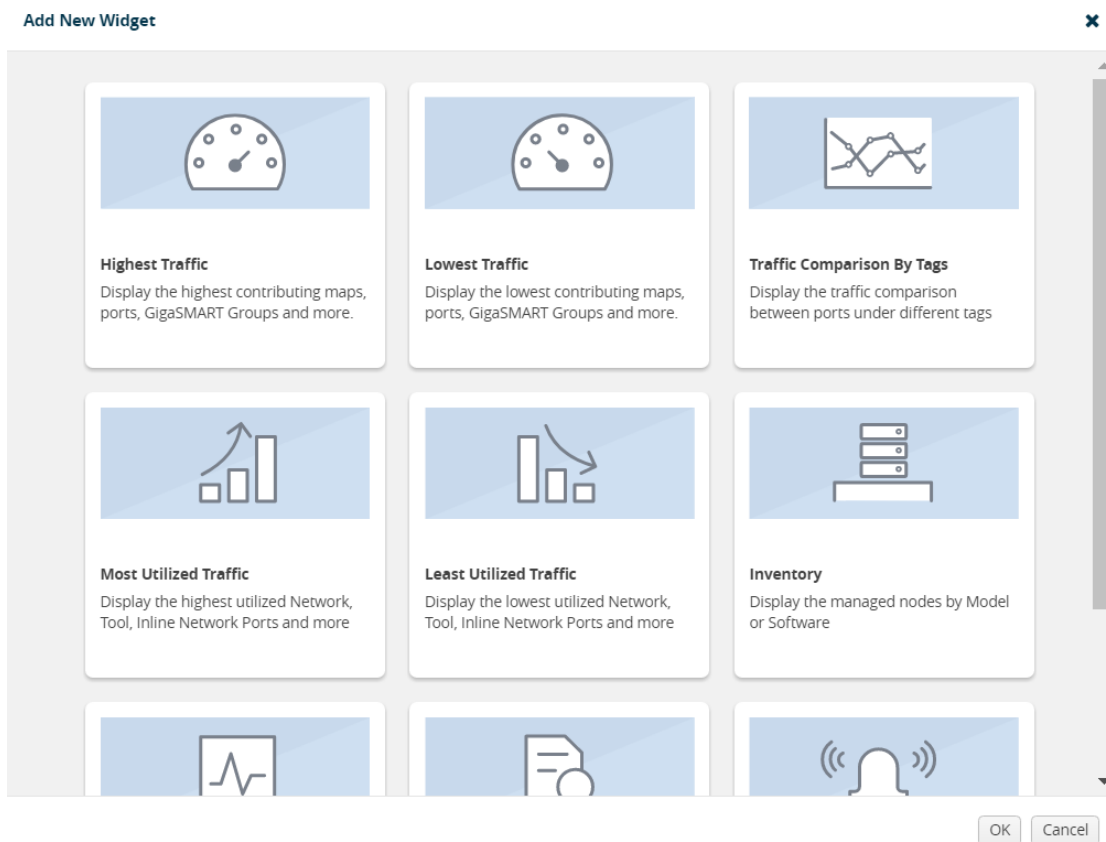 Add New Widget
Highest Traffic
Display the highest contributing maps,
ports, GigaSMART Groups and more.
Lowest Traffic
Display the lowest contributing maps,
ports, GigaSMART Groups and more.
Traffic Comparison By Tags
Display the traffic comparison
between ports under different tags
Most Utilized Traffic
Display the highest utilized Network,
Tool, Inline Network Ports and more
Least Utilized Traffic
Display the lowest utilized Network,
Tool, Inline Network Ports and more
Inventory
Display the managed nodes by Model
or Software
OK
Cancel